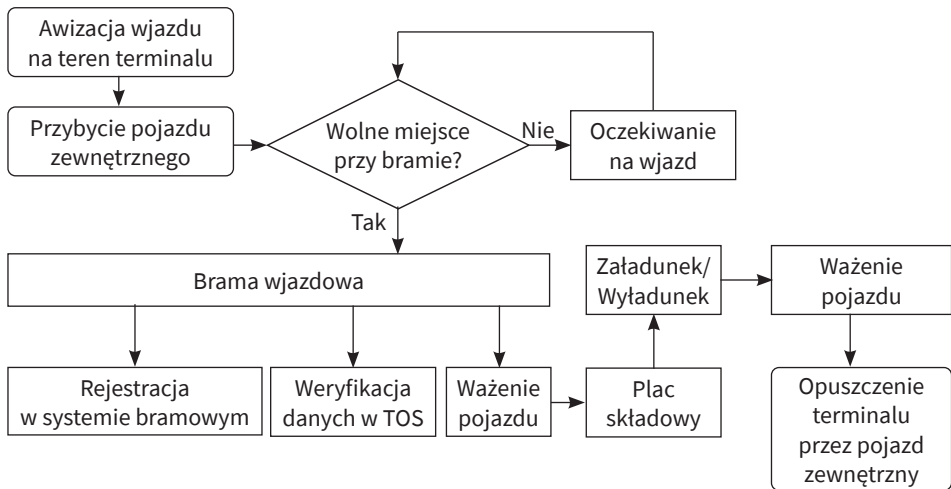 Awizacja wjazdu
na teren terminalu
Przybycie pojazdu
zewnętrznego
Wolne miejsce
przy bramie?
Nie
Oczekiwanie
na wjazd
Tak
Brama wjazdowa
Rejestracja
w systemie bramowym
Weryfikacja
danych w TOS
Ważenie
pojazdu
Plac
składowy
Załadunek/
Wyładunek
Ważenie
pojazdu
Opuszczenie
terminalu
przez pojazd
zewnętrzny